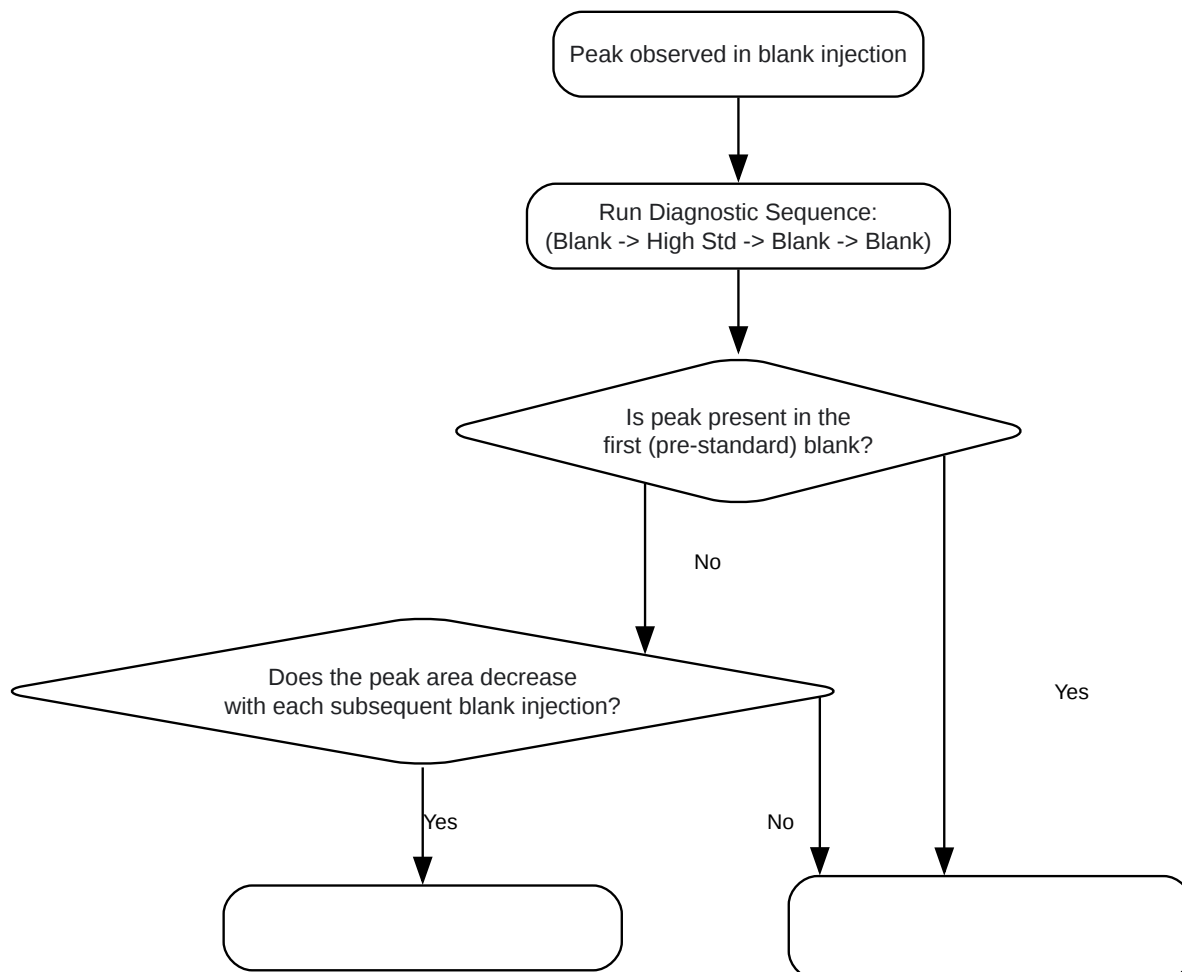 Peak observed in blank injection
Run Diagnostic Sequence:
(Blank -> High Std -> Blank -> Blank)
Is peak present in the
first (pre-standard) blank?
No
Does the peak area decrease
with each subsequent blank injection?
Yes
Yes
No